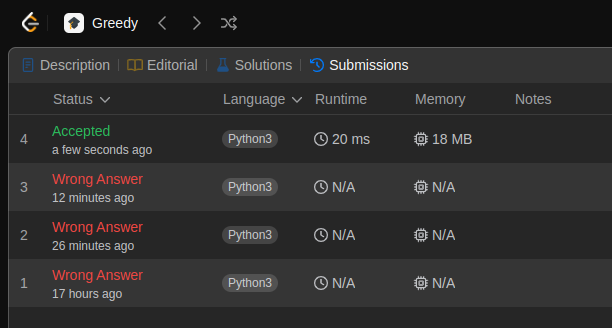 Greedy
Description Editorial Solutions Submissions
Status Language Runtime Memory Notes
4 Accepted Python3 20 ms 18 MB
a few seconds ago
3 Wrong Answer Python3 N/A N/A
12 minutes ago
2 Wrong Answer Python3 N/A N/A
26 minutes ago
1 Wrong Answer Python3 N/A N/A
17 hours ago